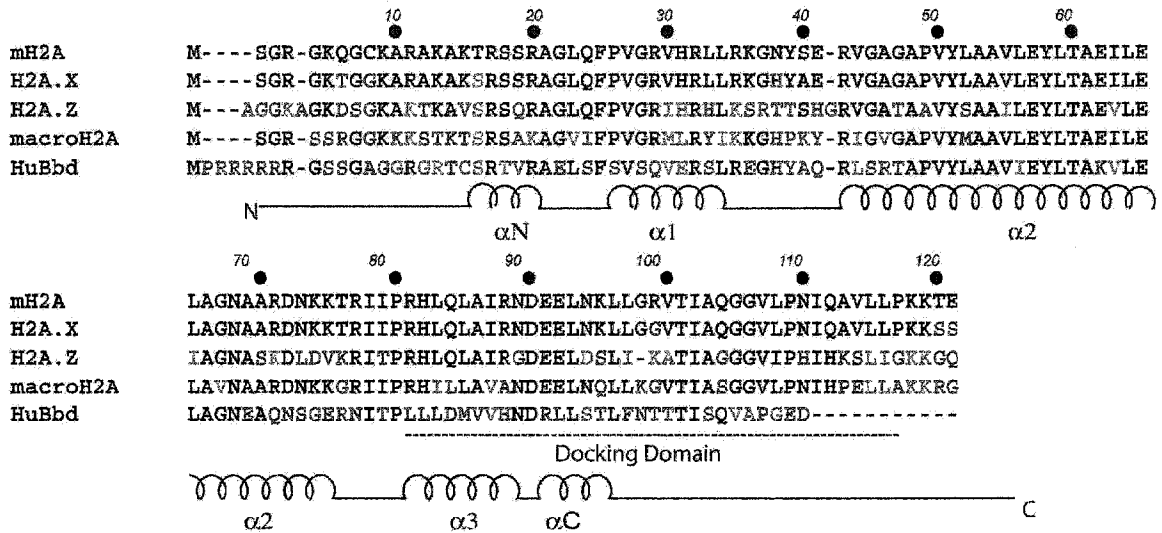 10 20 30 40 50 60
mH2A M----SGR-GKQGCKARAKAKTRSSRAGLQFPVGRVHRLLRKGNYSE-RVGAGAPVYLAAVLEYLTAEILE
H2A.X M----SGR-GKTGGKARAKAKSRSSRAGLQFPVGRVHRLLRKGHYAE-RVGAGAPVYLAAVLEYLTAEILE
H2A.Z M---AGGKAGKDSGKAKTKAVSRSQRAGLQFPVGRIHRHLKSRTTSHGRVGATAAVYSAAILEYLTAEVLE
macroH2A M----SGR-SSRGGKKKSTKTSRSAKAGVIFPVGRMLRYIKKGHPKY-RIGVGAPVYMAAVLEYLTAEILE
HuBbd MPRRRRRR-GSSGAGGRGRTCSRTVRAELSFSVSQVERSLREGHYAQ-RLSRTAPVYLAAVIEYLTAKVLE
N αN α1 α2
70 80 90 100 110 120
mH2A LAGNAARDNKKTRIIPRHLQLAIRNDEELNKLLGRVTIAQGGVLPNIQAVLLPKKTE
H2A.X LAGNAARDNKKTRIIPRHLQLAIRNDEELNKLLGGVTIAQGGVLPNIQAVLLPKKSS
H2A.Z IAGNASKDLDVKRITPRHLQLAIRGDEELDSLI-KATIAGGGVIPHIHKSLIGKKGQ
macroH2A LAVNAARDNKKGRIIPRHILLAVANDEELNQLLKGVTIASGGVLPNIHPELLAKKRG
HuBbd LAGNEAQNSGERNITPLLLDMVVHNDRLLSTLFNTTTISQVAPGED-----------
Docking Domain
α2 α3 αC C